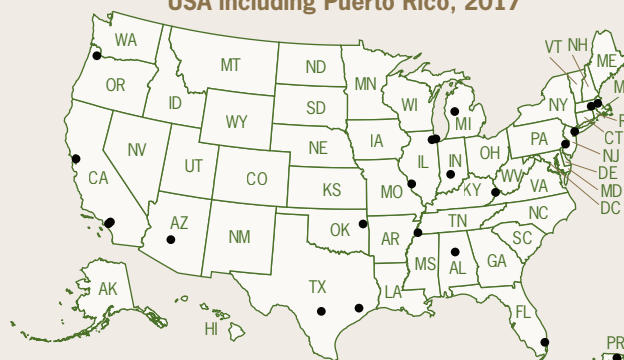 USA including Puerto Rico, 2017
WA
VT NH
ME
MT
ND
MN
OR
ID
WI
NY
SD
MI
WY
IA
PA
CT
NE
OH
NJ
NV
IL
IN
DE
UT
WV
MD
CA
CO
KS
MO
KY
VA
DC
NC
TN
OK
AZ
NM
AR
SC
MS
AL
GA
TX
LA
AK
FL
HI
PR